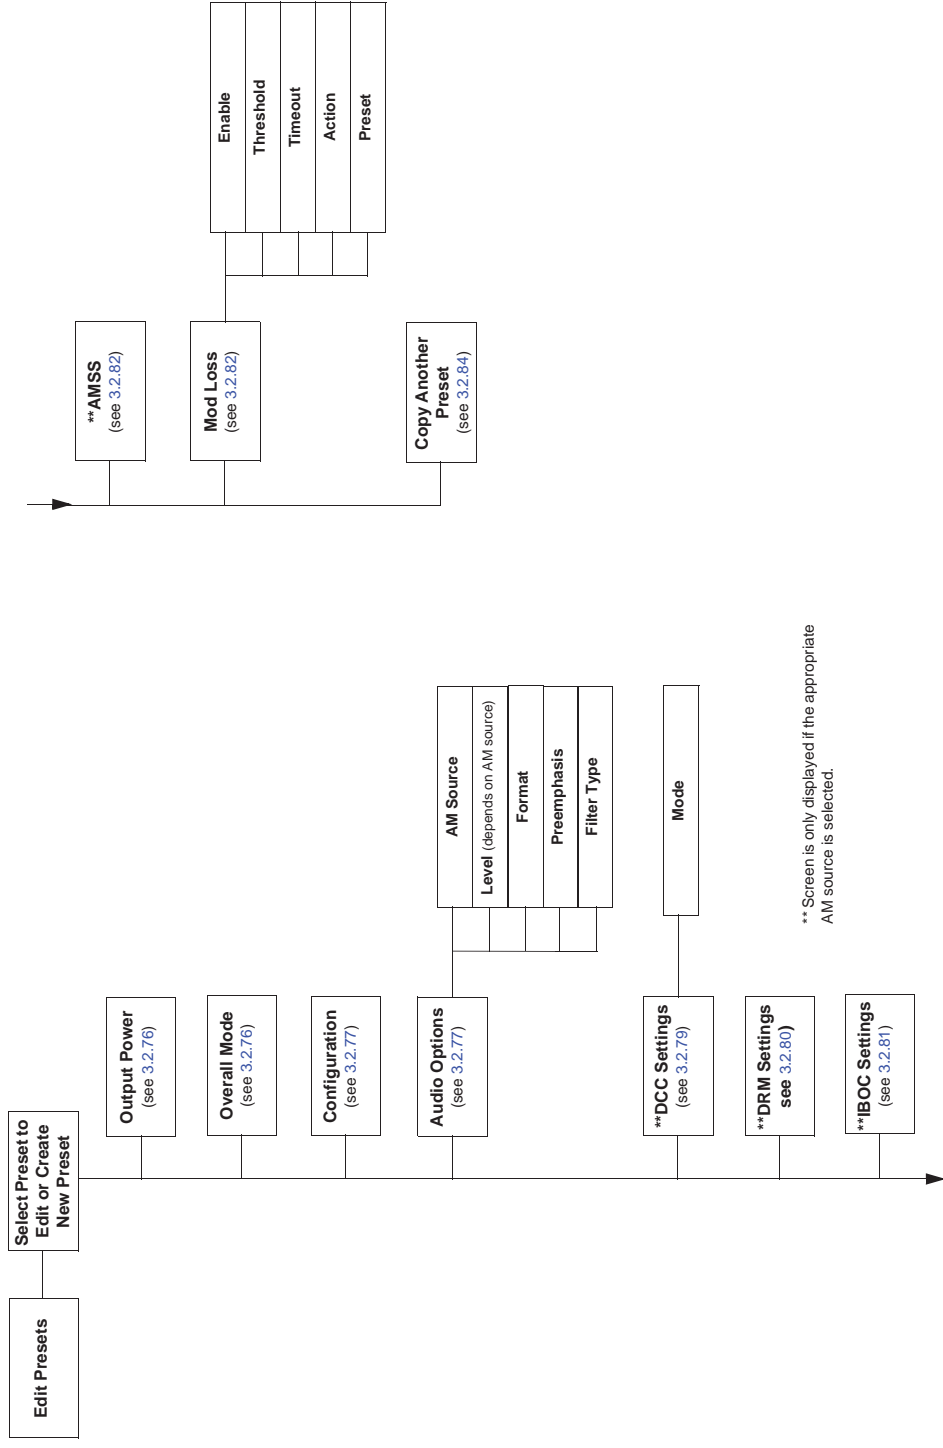 Edit Presets
Select Preset to
Edit or Create
New Preset
Output Power
(see 3.2.76)
Overall Mode
(see 3.2.76)
Configuration
(see 3.2.77)
Audio Options
(see 3.2.77)
AM Source
Level (depends on AM source)
Format
Preemphasis
Filter Type
**DCC Settings
(see 3.2.79)
Mode
**DRM Settings
see 3.2.80)
**IBOC Settings
(see 3.2.81)
** Screen is only displayed if the appropriate
AM source is selected.
**AMSS
(see 3.2.82)
Mod Loss
(see 3.2.82)
Enable
Threshold
Timeout
Action
Preset
Copy Another
Preset
(see 3.2.84)